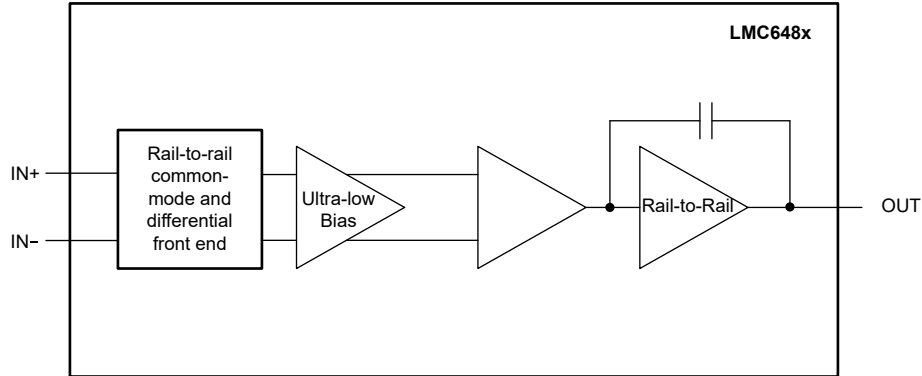 LMC648x
IN+
IN−
Rail-to-rail
common-
mode and
differential
front end
Ultra-low
Bias
Rail-to-Rail
OUT